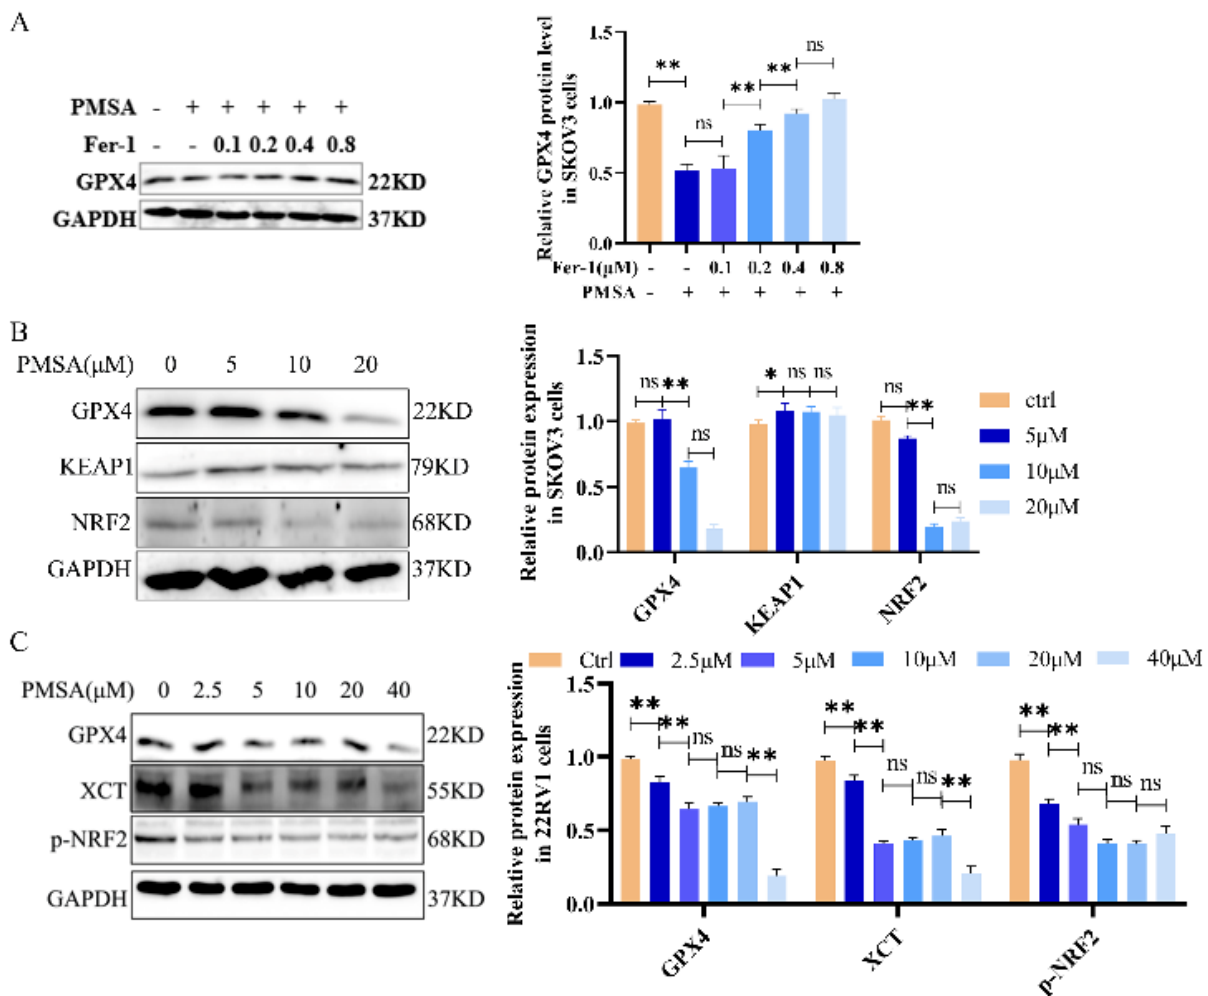 A
PMSA - + + + + +
Fer-1 - - 0.1 0.2 0.4 0.8
GPX4 22KD
GAPDH 37KD
Relative GPX4 protein level
in SKOV3 cells
1.5
1.0
0.5
0.0
** ns ** ** ns
Fer-1(μM) - - 0.1 0.2 0.4 0.8
PMSA - + + + + +
B
PMSA(μM) 0 5 10 20
GPX4 22KD
KEAP1 79KD
NRF2 68KD
GAPDH 37KD
Relative protein expression
in SKOV3 cells
1.5
1.0
0.5
0.0
ns ** ns
* ns ns
ns ** ns
GPX4 KEAP1 NRF2
ctrl
5μM
10μM
20μM
C
PMSA(μM) 0 2.5 5 10 20 40
GPX4 22KD
XCT 55KD
p-NRF2 68KD
GAPDH 37KD
Ctrl 2.5μM 5μM 10μM 20μM 40μM
Relative protein expression
in 22RV1 cells
1.5
1.0
0.5
0.0
** ** ns ns **
** ** ns ns **
** ** ns ns ns
GPX4 XCT p-NRF2